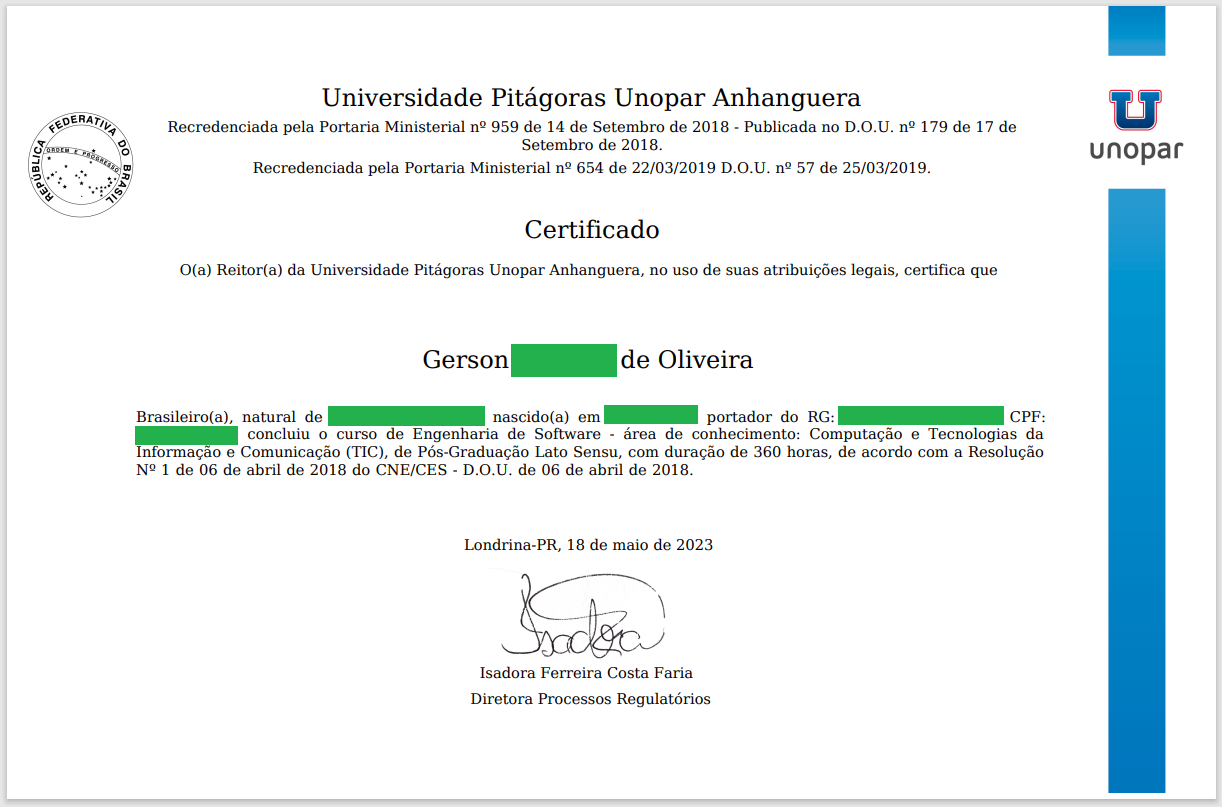 Universidade Pitágoras Unopar Anhanguera
Recredenciada pela Portaria Ministerial nº 959 de 14 de Setembro de 2018 - Publicada no D.O.U. nº 179 de 17 de
Setembro de 2018.
Recredenciada pela Portaria Ministerial nº 654 de 22/03/2019 D.O.U. nº 57 de 25/03/2019.
REPÚBLICA FEDERATIVA DO BRASIL
ORDEM E PROGRESSO
unopar
Certificado
O(a) Reitor(a) da Universidade Pitágoras Unopar Anhanguera, no uso de suas atribuições legais, certifica que
Gerson de Oliveira
Brasileiro(a), natural de nascido(a) em portador do RG: CPF:
concluiu o curso de Engenharia de Software - área de conhecimento: Computação e Tecnologias da
Informação e Comunicação (TIC), de Pós-Graduação Lato Sensu, com duração de 360 horas, de acordo com a Resolução
Nº 1 de 06 de abril de 2018 do CNE/CES - D.O.U. de 06 de abril de 2018.
Londrina-PR, 18 de maio de 2023
Isadora
Isadora Ferreira Costa Faria
Diretora Processos Regulatórios